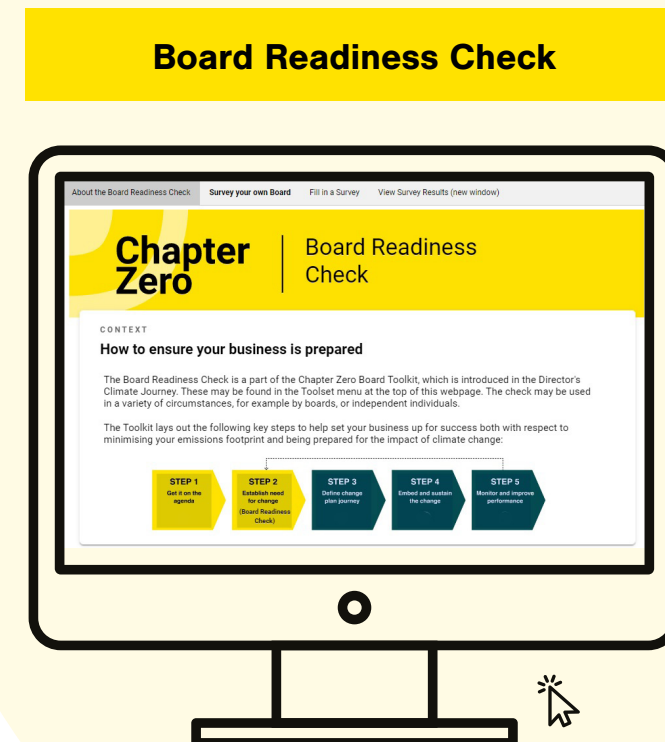 Board Readiness Check
About the Board Readiness Check Survey your own Board Fill in a Survey View Survey Results (new window)
Chapter
Zero
Board Readiness
Check
CONTEXT
How to ensure your business is prepared
The Board Readiness Check is a part of the Chapter Zero Board Toolkit, which is introduced in the Director's
Climate Journey. These may be found in the Toolset menu at the top of this webpage. The check may be used
in a variety of circumstances, for example by boards, or independent individuals.
The Toolkit lays out the following key steps to help set your business up for success both with respect to
minimising your emissions footprint and being prepared for the impact of climate change:
STEP 1
Get it on the
agenda
STEP 2
Establish need
for change
(Board Readiness
Check)
STEP 3
Define change
plan journey
STEP 4
Embed and sustain
the change
STEP 5
Monitor and improve
performance